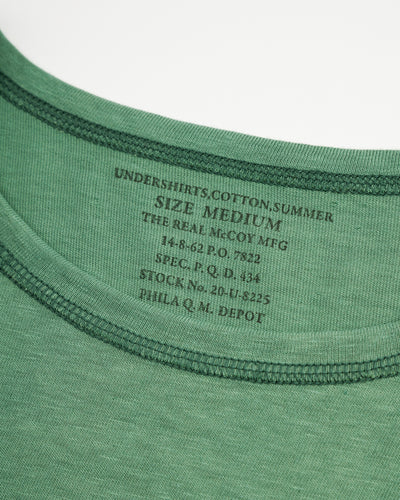 UNDERSHIRTS,COTTON,SUMMER
SIZE MEDIUM
THE REAL McCOY MFG
14-8-62 P.O. 7822
SPEC. P. Q. D. 434
STOCK No. 20-U-8225
PHILA Q. M. DEPOT